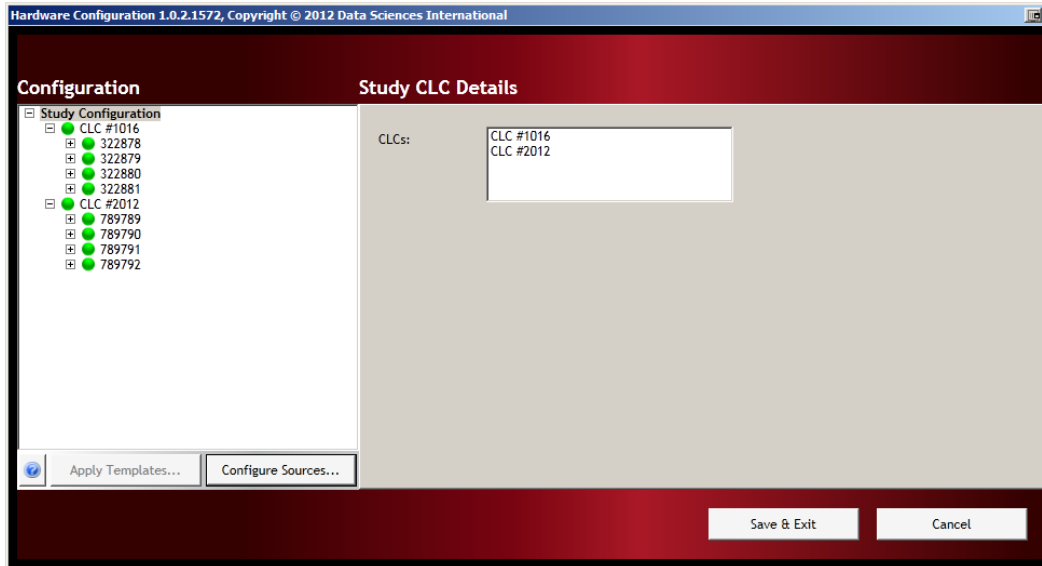 Hardware Configuration 1.0.2.1572, Copyright © 2012 Data Sciences International
Configuration
Study Configuration
CLC #1016
322878
322879
322880
322881
CLC #2012
789789
789790
789791
789792
Apply Templates...
Configure Sources...
Study CLC Details
CLCs:
CLC #1016
CLC #2012
Save & Exit
Cancel